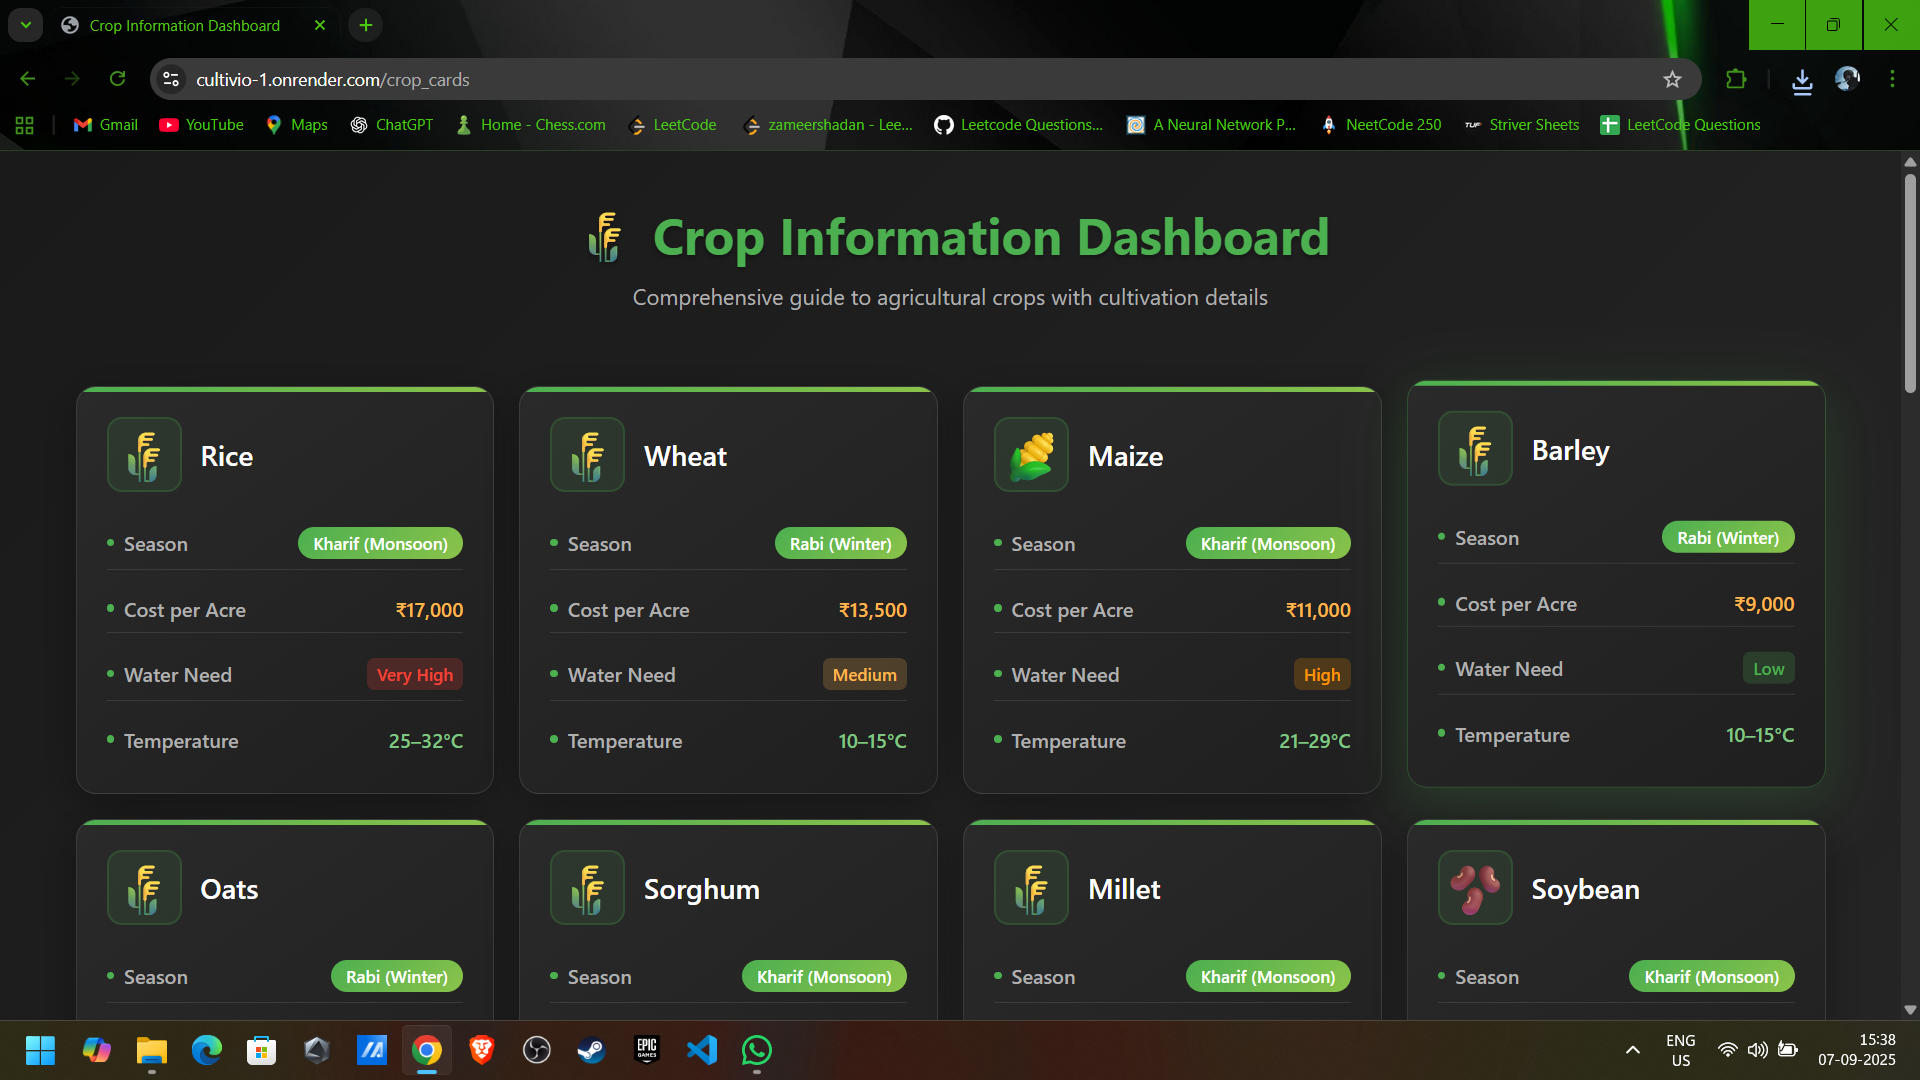 Crop Information Dashboard
cultivio-1.onrender.com/crop_cards
Gmail YouTube Maps ChatGPT Home - Chess.com LeetCode zameershadan - Lee... Leetcode Questions... A Neural Network P... NeetCode 250 TUF Striver Sheets LeetCode Questions
Crop Information Dashboard
Comprehensive guide to agricultural crops with cultivation details
Rice
Season Kharif (Monsoon)
Cost per Acre ₹17,000
Water Need Very High
Temperature 25–32°C
Wheat
Season Rabi (Winter)
Cost per Acre ₹13,500
Water Need Medium
Temperature 10–15°C
Maize
Season Kharif (Monsoon)
Cost per Acre ₹11,000
Water Need High
Temperature 21–29°C
Barley
Season Rabi (Winter)
Cost per Acre ₹9,000
Water Need Low
Temperature 10–15°C
Oats
Season Rabi (Winter)
Sorghum
Season Kharif (Monsoon)
Millet
Season Kharif (Monsoon)
Soybean
Season Kharif (Monsoon)
EPIC
GAMES
ENG
US
15:38
07-09-2025